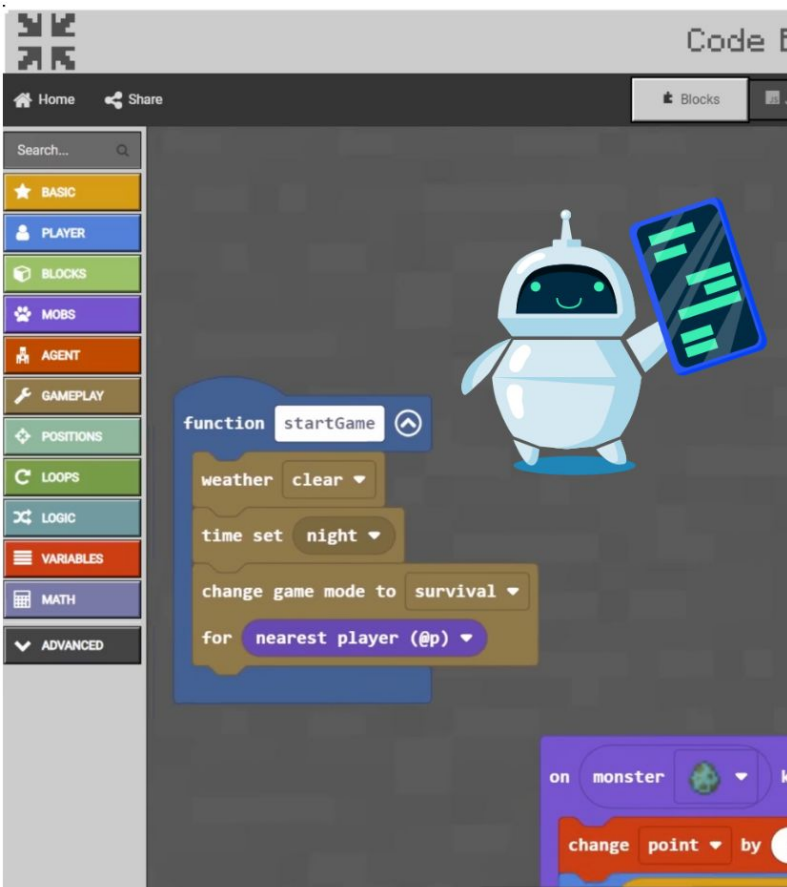 Code
Home Share
Blocks
Search...
BASIC
PLAYER
BLOCKS
MOBS
AGENT
GAMEPLAY
POSITIONS
LOOPS
LOGIC
VARIABLES
MATH
ADVANCED
function startGame
weather clear
time set night
change game mode to survival
for nearest player (@p)
on monster
change point by